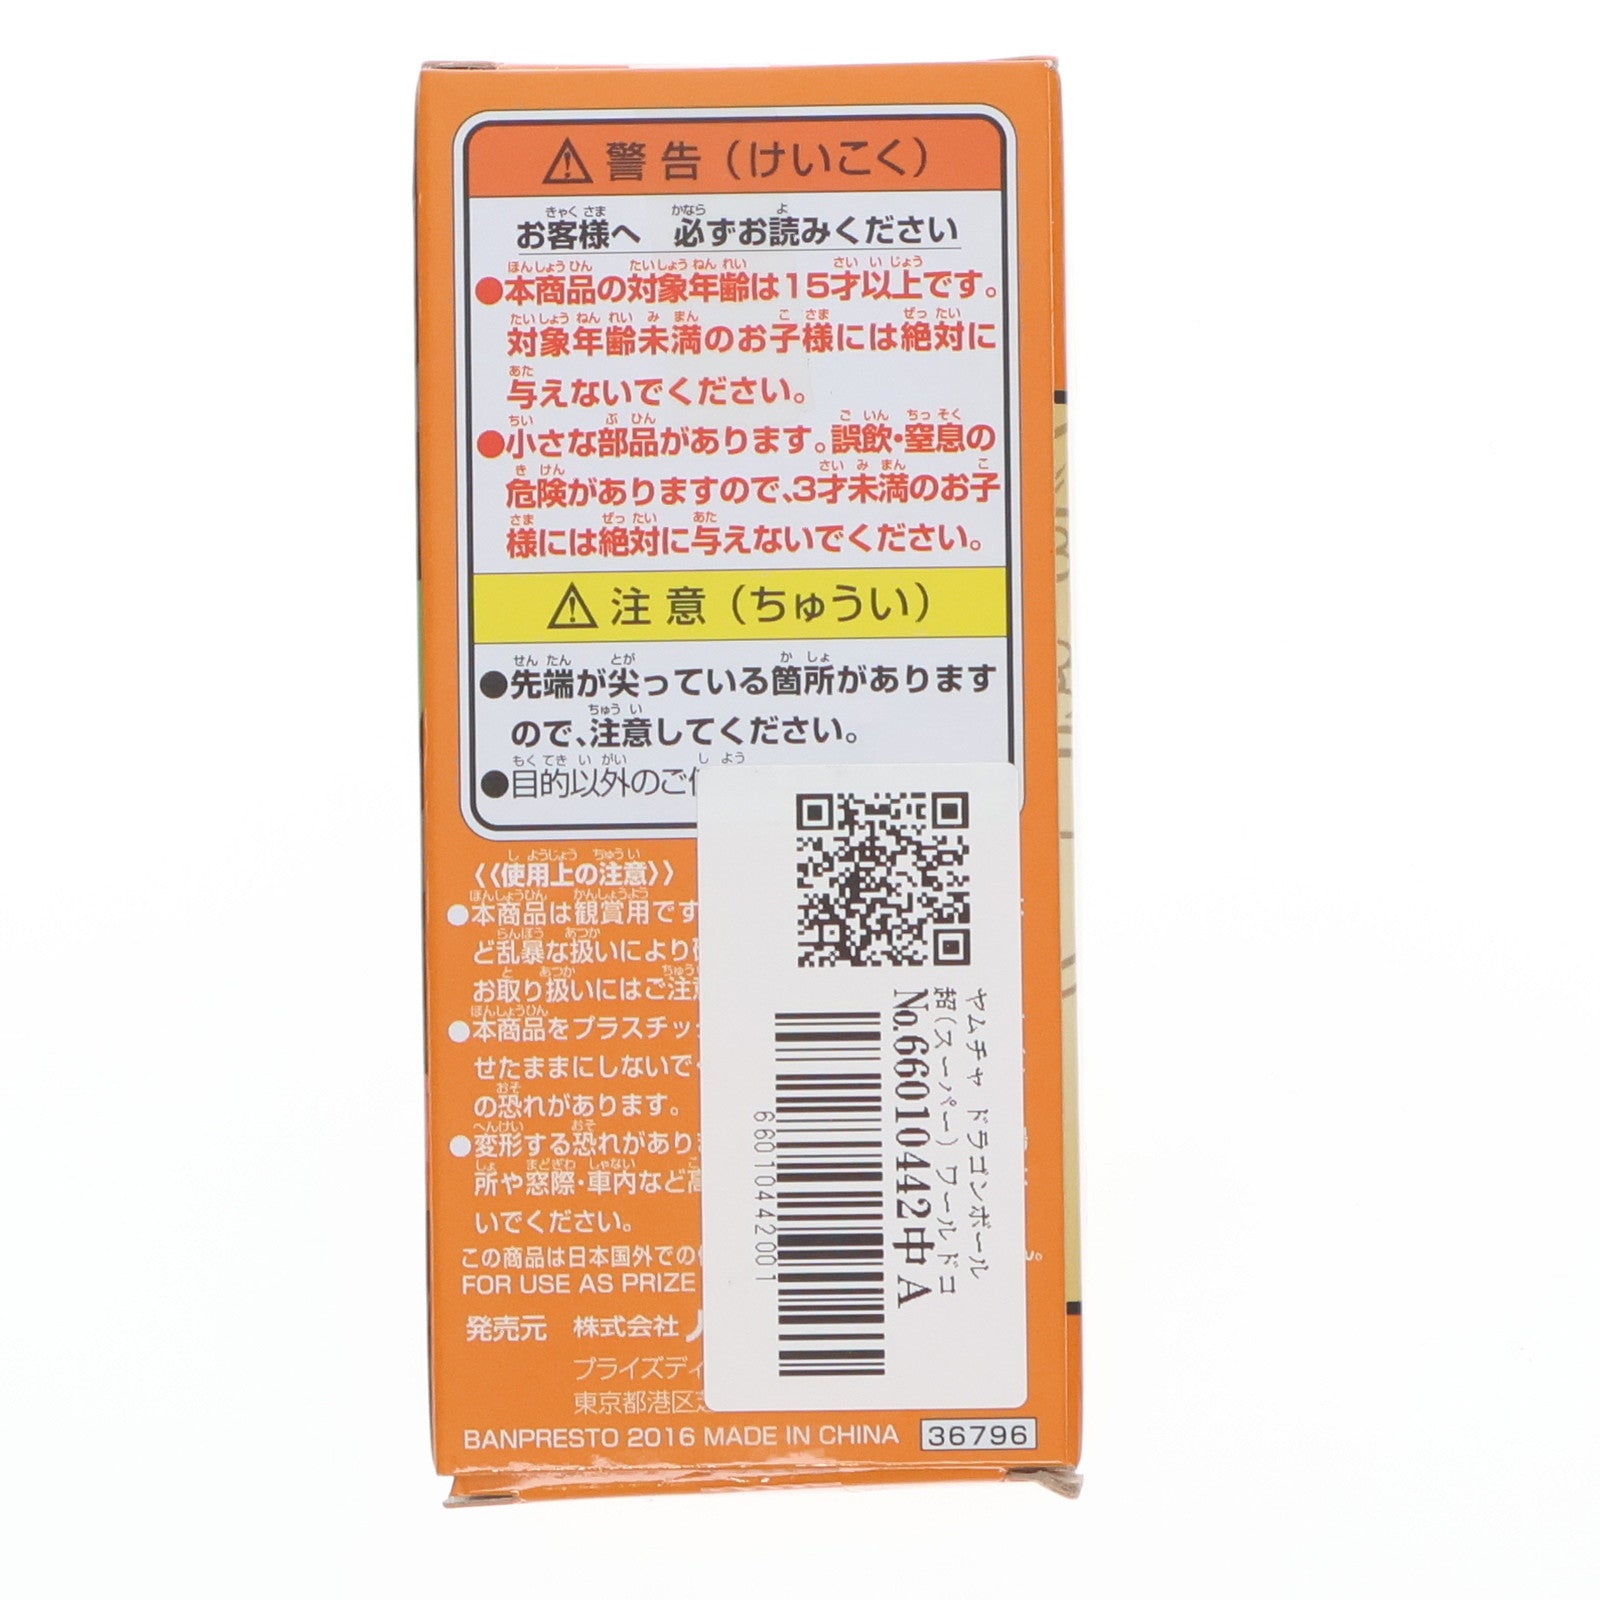 ⚠警告（けいこく）
お客様へ 必ずお読みください
●本商品の対象年齢は15才以上です。
対象年齢未満のお子様には絶対に
与えないでください。
●小さな部品があります。誤飲・窒息の
危険がありますので、3才未満のお子
様には絶対に与えないでください。
⚠注意（ちゅうい）
●先端が尖っている箇所があります
ので、注意してください。
●目的以外のご
《使用上の注意》
●本商品は観賞用です
ど乱暴な扱いにより
お取り扱いにはご注
●本商品をプラスチッ
せたままにしないで
の恐れがあります。
●変形する恐れがあり
所や窓際・車内など
いでください。
この商品は日本国外での
FOR USE AS PRIZE
発売元 株式会社
プライズディ
東京都港区
BANPRESTO 2016 MADE IN CHINA 36796
ヤムチャ ドラゴンボール
超(スーパー) ワールドコ
No.66010442中 A
66010442001